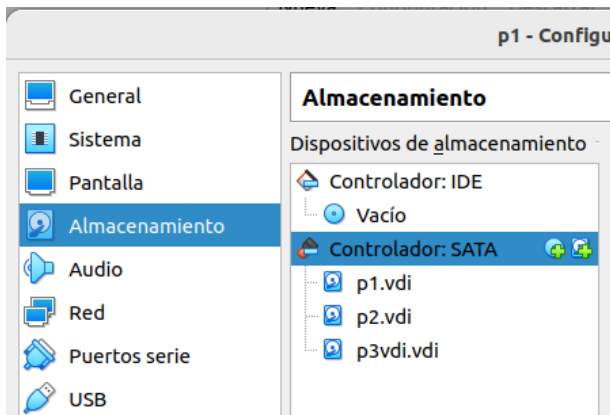 p1 - Configu
General
Sistema
Pantalla
Almacenamiento
Audio
Red
Puertos serie
USB
Almacenamiento
Dispositivos de almacenamiento
Controlador: IDE
Vacío
Controlador: SATA
p1.vdi
p2.vdi
p3vdi.vdi